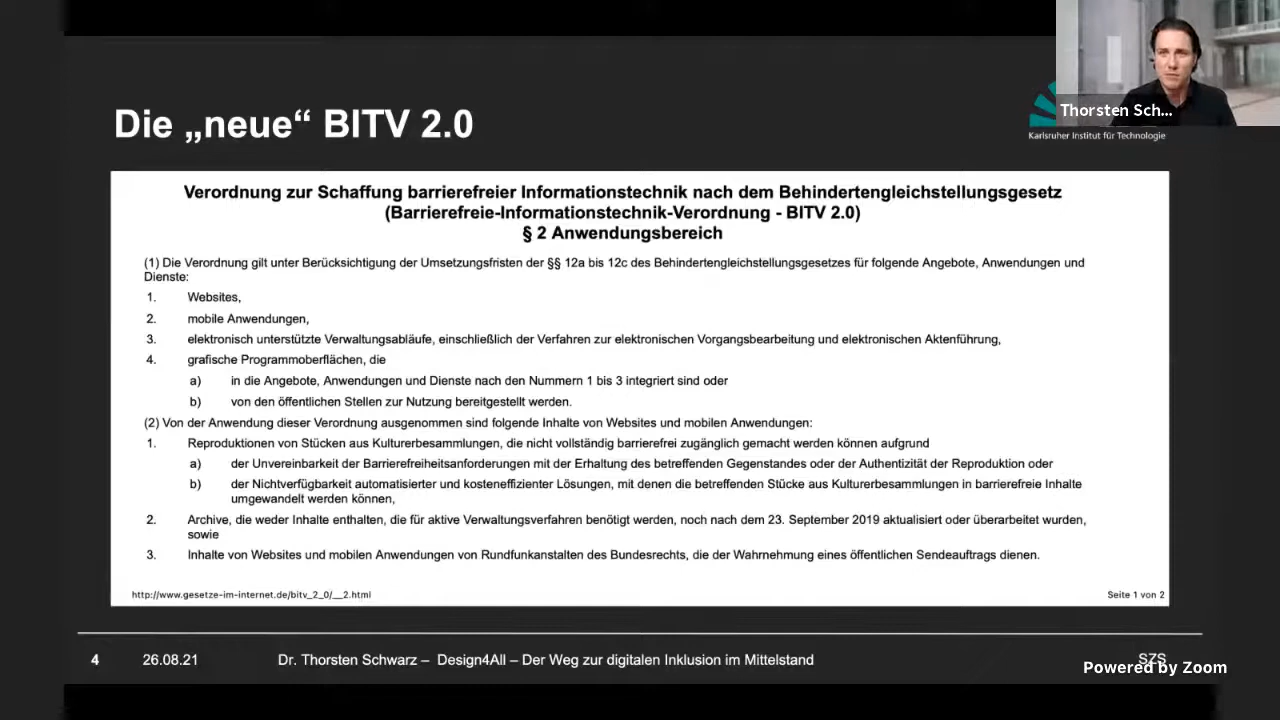 Die „neue“ BITV 2.0
Thorsten Sch...
Karlsruher Institut für Technologie
Verordnung zur Schaffung barrierefreier Informationstechnik nach dem Behindertengleichstellungsgesetz
(Barrierefreie-Informationstechnik-Verordnung - BITV 2.0)
§ 2 Anwendungsbereich
(1) Die Verordnung gilt unter Berücksichtigung der Umsetzungsfristen der §§ 12a bis 12c des Behindertengleichstellungsgesetzes für folgende Angebote, Anwendungen und
Dienste:
1. Websites,
2. mobile Anwendungen,
3. elektronisch unterstützte Verwaltungsabläufe, einschließlich der Verfahren zur elektronischen Vorgangsbearbeitung und elektronischen Aktenführung,
4. grafische Programmoberflächen, die
a) in die Angebote, Anwendungen und Dienste nach den Nummern 1 bis 3 integriert sind oder
b) von den öffentlichen Stellen zur Nutzung bereitgestellt werden.
(2) Von der Anwendung dieser Verordnung ausgenommen sind folgende Inhalte von Websites und mobilen Anwendungen:
1. Reproduktionen von Stücken aus Kulturerbesammlungen, die nicht vollständig barrierefrei zugänglich gemacht werden können aufgrund
a) der Unvereinbarkeit der Barrierefreiheitsanforderungen mit der Erhaltung des betreffenden Gegenstandes oder der Authentizität der Reproduktion oder
b) der Nichtverfügbarkeit automatisierter und kosteneffizienter Lösungen, mit denen die betreffenden Stücke aus Kulturerbesammlungen in barrierefreie Inhalte
umgewandelt werden können,
2. Archive, die weder Inhalte enthalten, die für aktive Verwaltungsverfahren benötigt werden, noch nach dem 23. September 2019 aktualisiert oder überarbeitet wurden,
sowie
3. Inhalte von Websites und mobilen Anwendungen von Rundfunkanstalten des Bundesrechts, die der Wahrnehmung eines öffentlichen Sendeauftrags dienen.
http://www.gesetze-im-internet.de/bitv_2_0/__2.html
Seite 1 von 2
4 26.08.21 Dr. Thorsten Schwarz – Design4All – Der Weg zur digitalen Inklusion im Mittelstand
SZS
Powered by Zoom